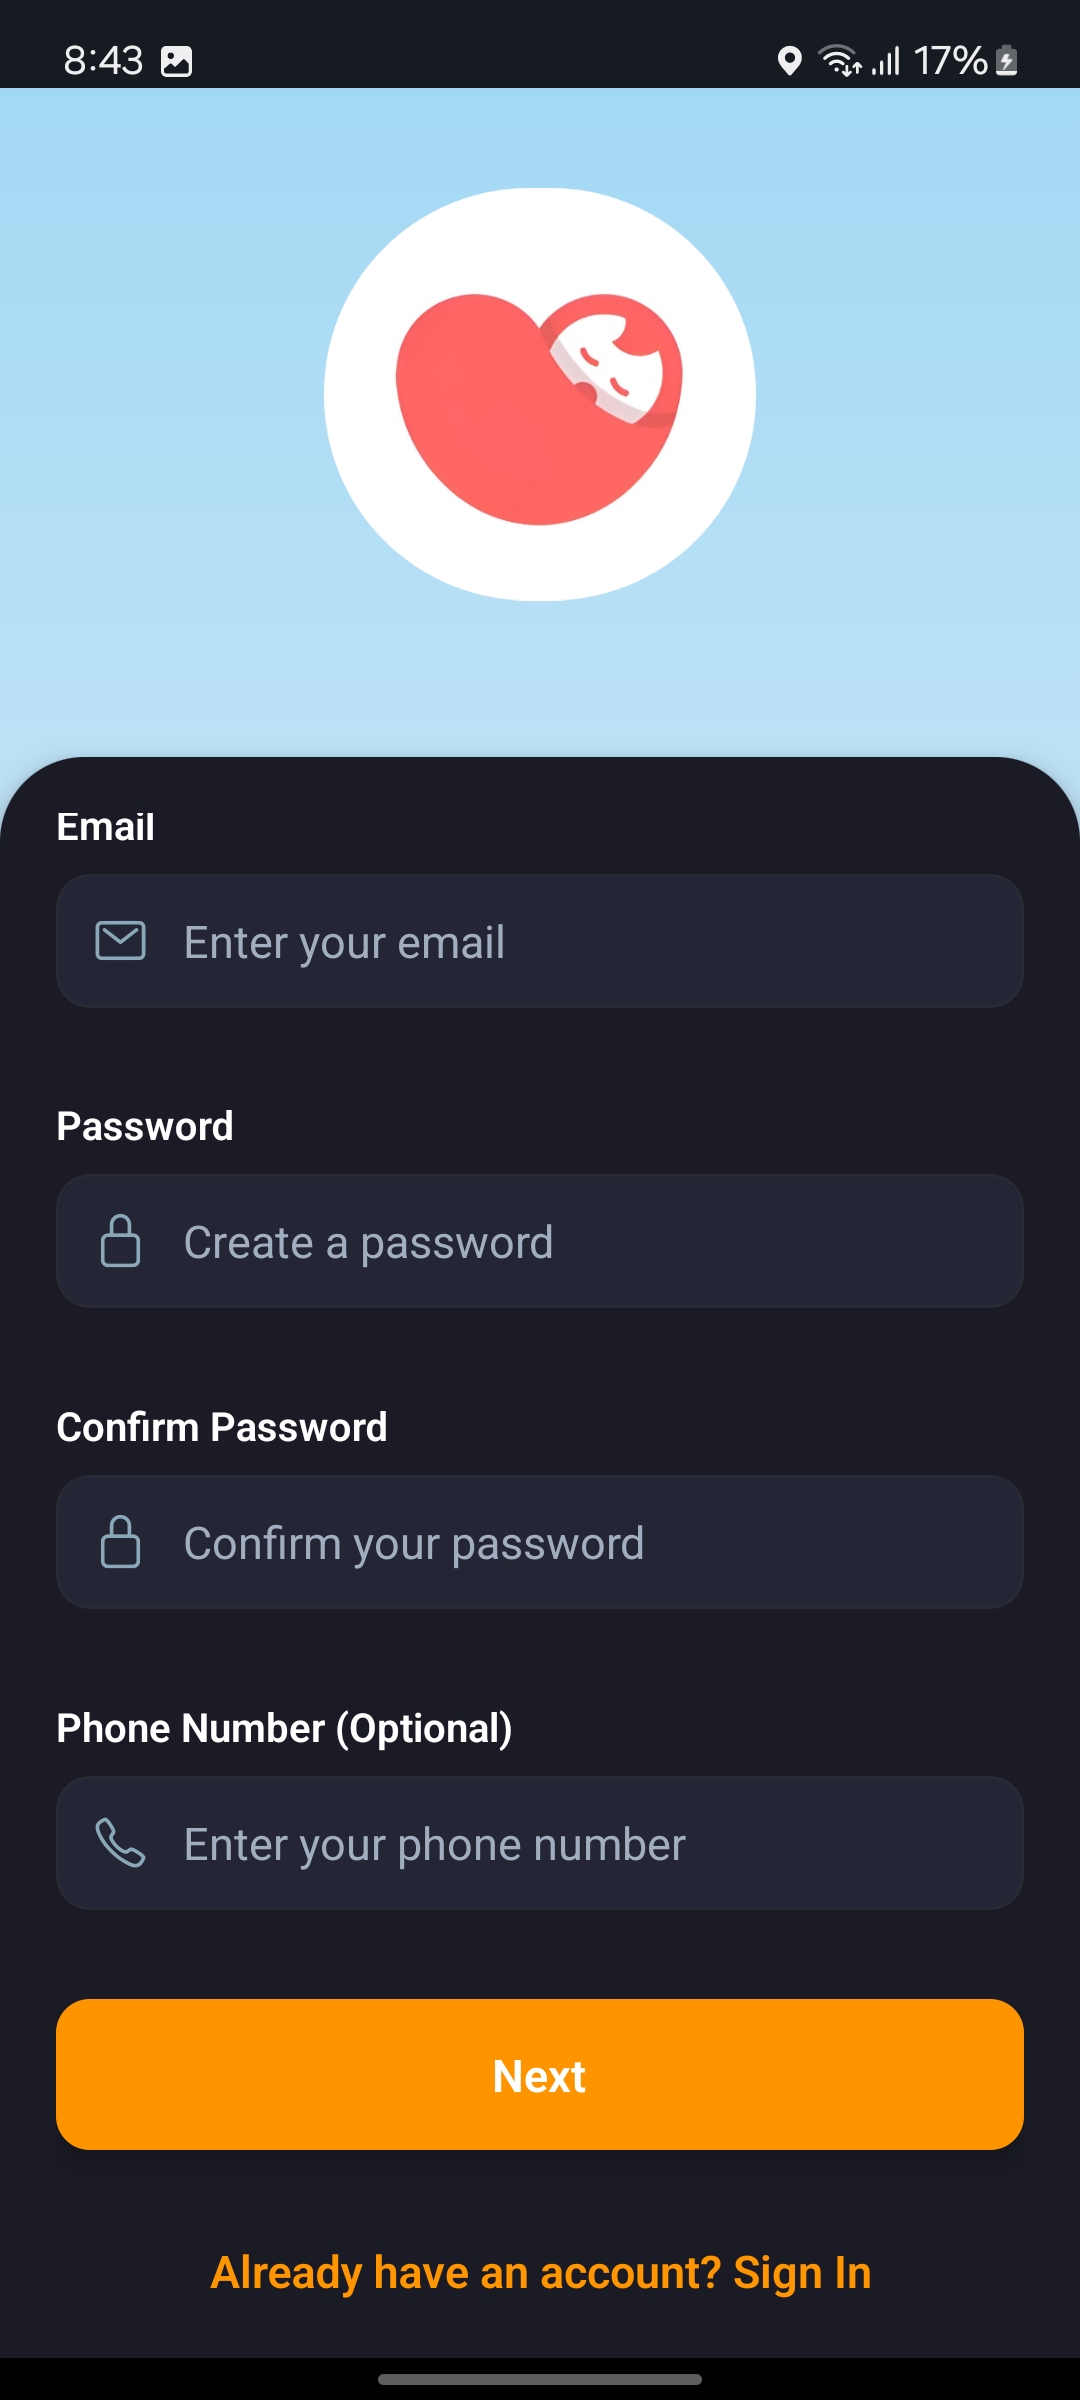 8:43
17%
Email
Enter your email
Password
Create a password
Confirm Password
Confirm your password
Phone Number (Optional)
Enter your phone number
Next
Already have an account? Sign In